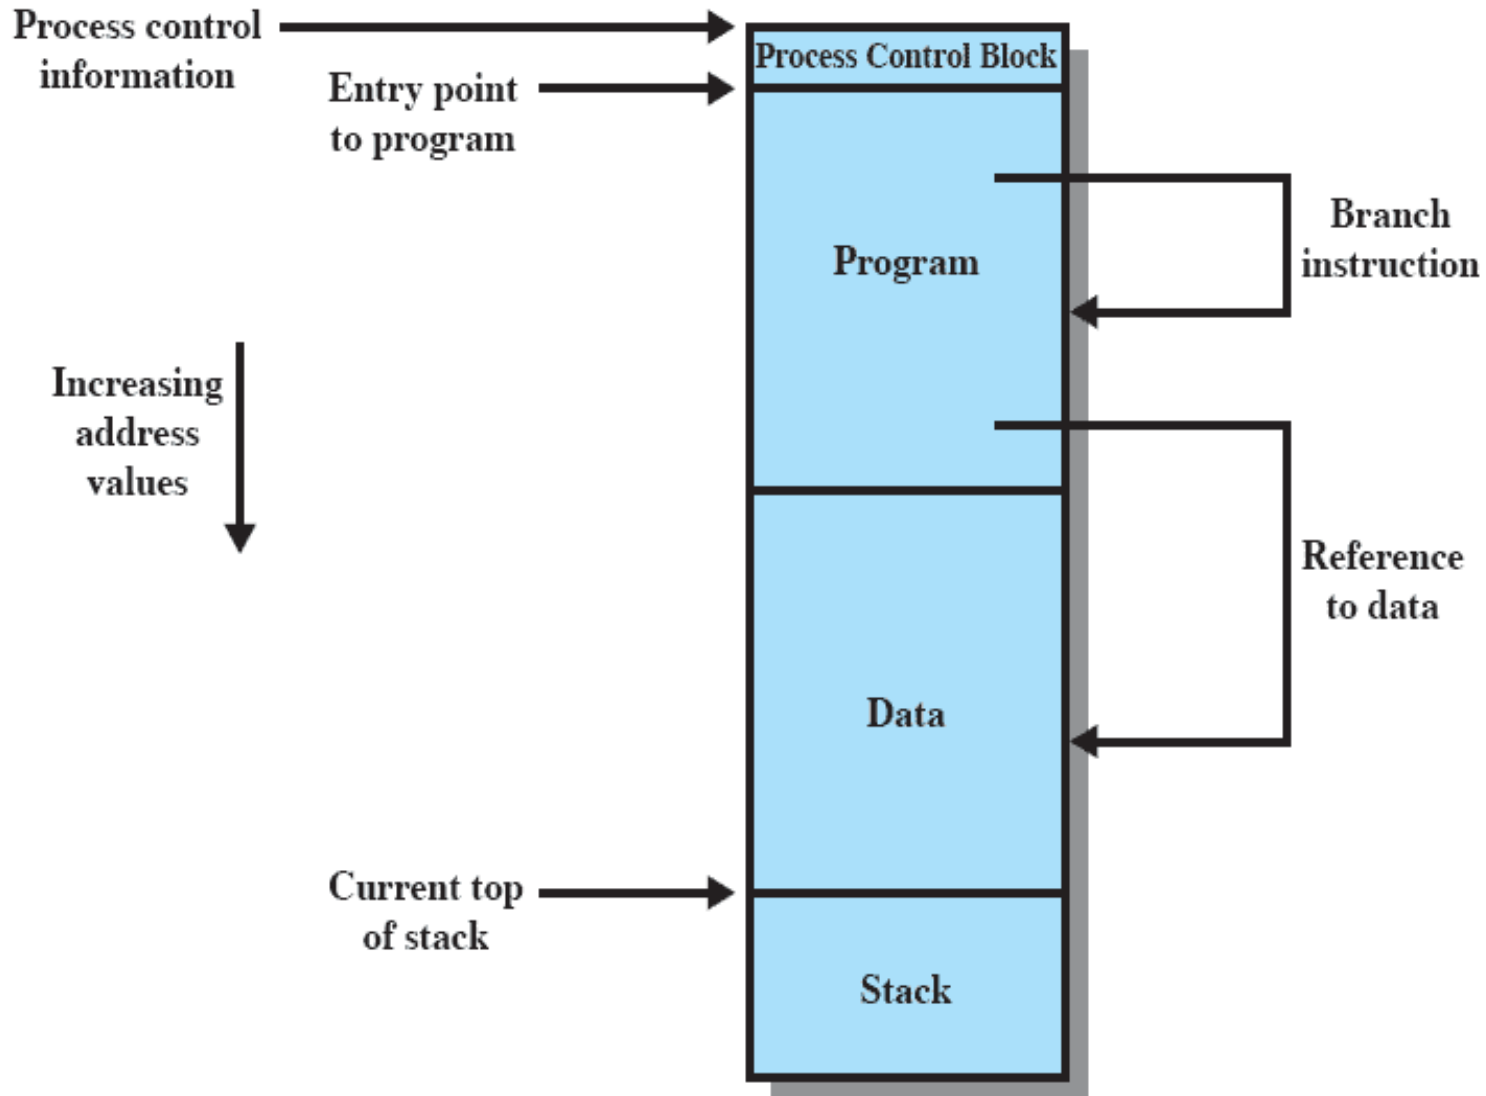 Process control
information
Process Control Block
Entry point
to program
Branch
instruction
Program
Increasing
address
values
Reference
to data
Data
Current top
of stack
Stack